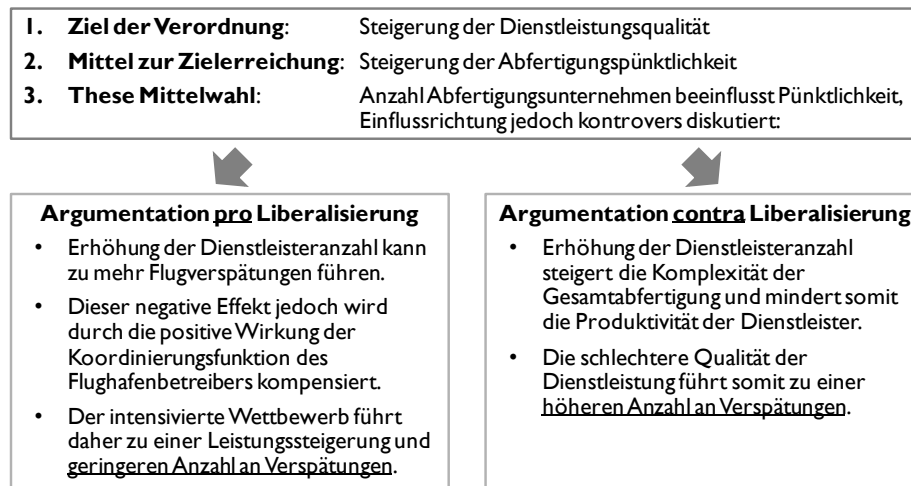 1. Ziel der Verordnung: Steigerung der Dienstleistungsqualität
2. Mittel zur Zielerreichung: Steigerung der Abfertigungspünktlichkeit
3. These Mittelwahl: Anzahl Abfertigungsunternehmen beeinflusst Pünktlichkeit,
Einflussrichtung jedoch kontrovers diskutiert:
Argumentation pro Liberalisierung
• Erhöhung der Dienstleisteranzahl kann
zu mehr Flugverspätungen führen.
• Dieser negative Effekt jedoch wird
durch die positive Wirkung der
Koordinierungsfunktion des
Flughafenbetreibers kompensiert.
• Der intensivierte Wettbewerb führt
daher zu einer Leistungssteigerung und
geringeren Anzahl an Verspätungen.
Argumentation contra Liberalisierung
• Erhöhung der Dienstleisteranzahl
steigert die Komplexität der
Gesamtabfertigung und mindert somit
die Produktivität der Dienstleister.
• Die schlechtere Qualität der
Dienstleistung führt somit zu einer
höheren Anzahl an Verspätungen.